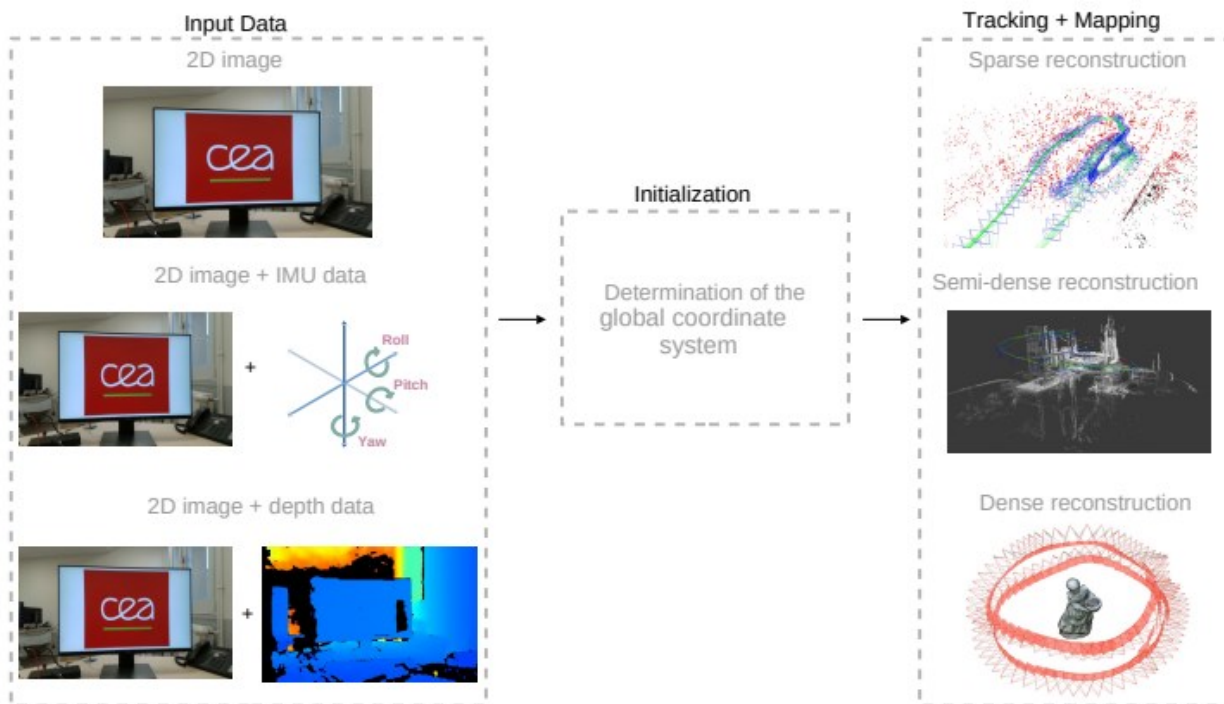 Input Data
2D image
cea
2D image + IMU data
cea
+
Roll
Pitch
Yaw
2D image + depth data
cea
+
Initialization
Determination of the
global coordinate
system
Tracking + Mapping
Sparse reconstruction
Semi-dense reconstruction
Dense reconstruction